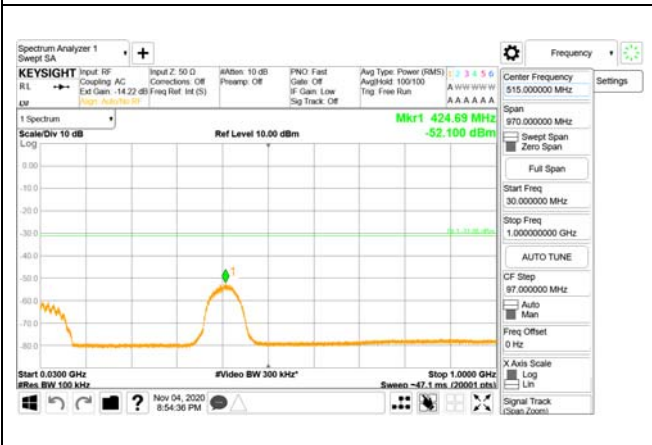 Spectrum Analyzer 1
Swept SA
Frequency
KEYSIGHT
RL
Input: RF
Coupling: AC
Ext Gain: -14.22 dB
Align: Auto/No RF
Input Z: 50 Ω
Corrections: Off
Freq Ref: Int (S)
#Atten: 10 dB
Preamp: Off
PNO: Fast
Gate: Off
IF Gain: Low
Sig Track: Off
Avg Type: Power (RMS)
Avg|Hold: 100/100
Trig: Free Run
1 2 3 4 5 6
A W W W W W
A A A A A A
Settings
1 Spectrum
Scale/Div 10 dB
Ref Level 10.00 dBm
Mkr1 424.69 MHz
-52.100 dBm
Log
0.00
-10.0
-20.0
-30.0
-40.0
-50.0
-60.0
-70.0
-80.0
1
Start 0.0300 GHz
#Res BW 100 kHz
#Video BW 300 kHz*
Stop 1.0000 GHz
Sweep ~47.1 ms (20001 pts)
Center Frequency
515.000000 MHz
Span
970.000000 MHz
Swept Span
Zero Span
Full Span
Start Freq
30.000000 MHz
Stop Freq
1.000000000 GHz
AUTO TUNE
CF Step
97.000000 MHz
Auto
Man
Freq Offset
0 Hz
X Axis Scale
Log
Lin
Signal Track
(Span Zoom)
Nov 04, 2020
8:54:36 PM